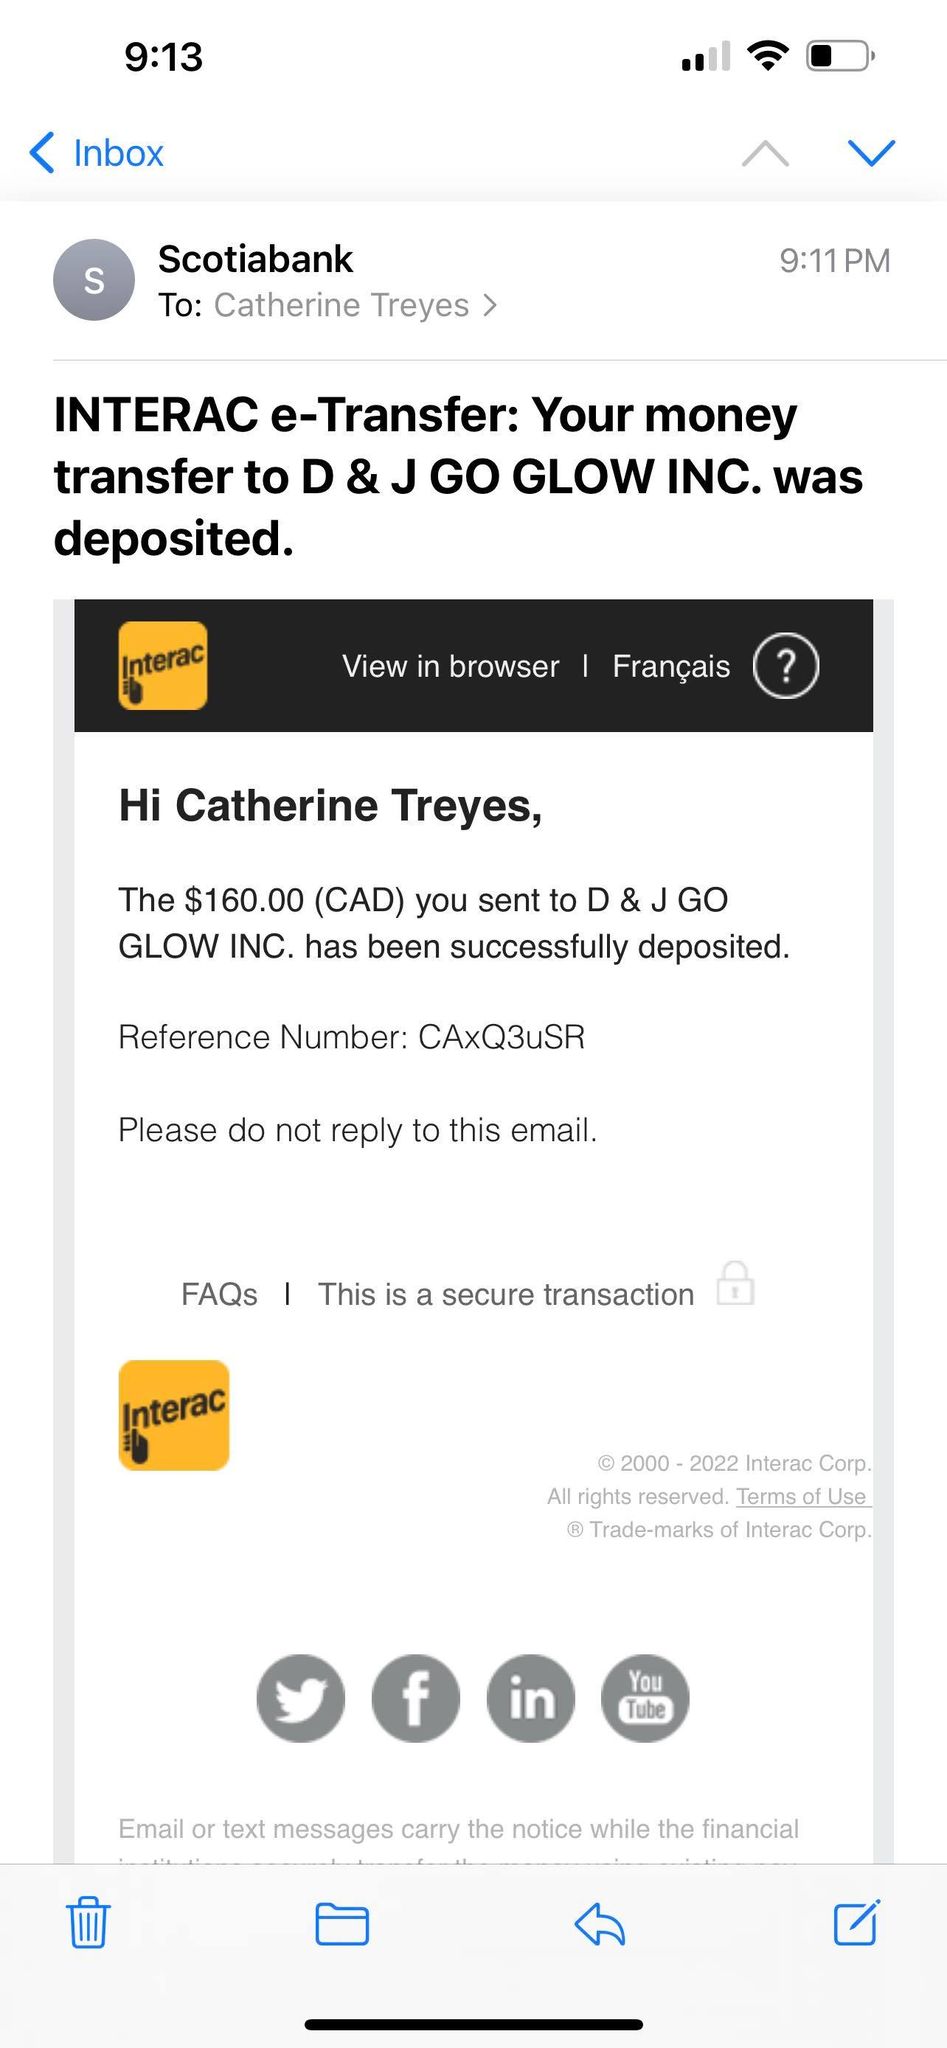 9:13
Inbox
S
Scotiabank
9:11 PM
To: Catherine Treyes
INTERAC e-Transfer: Your money
transfer to D & J GO GLOW INC. was
deposited.
Interac
View in browser | Français
?
Hi Catherine Treyes,
The $160.00 (CAD) you sent to D & J GO
GLOW INC. has been successfully deposited.
Reference Number: CAxQ3uSR
Please do not reply to this email.
FAQs | This is a secure transaction
Interac
© 2000 - 2022 Interac Corp.
All rights reserved. Terms of Use
® Trade-marks of Interac Corp.
f
in
You
Tube
Email or text messages carry the notice while the financial